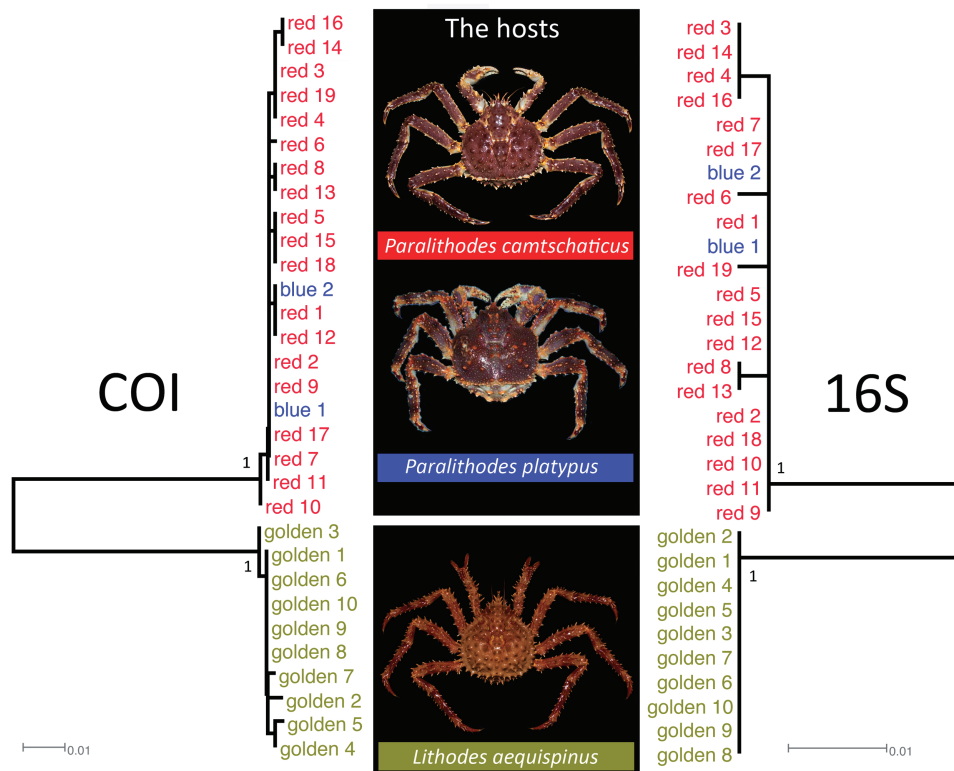 COI
red 16
red 14
red 3
red 19
red 4
red 6
red 8
red 13
red 5
red 15
red 18
blue 2
red 1
red 12
red 2
red 9
blue 1
red 17
red 7
red 11
red 10
1
golden 3
golden 1
golden 6
golden 10
golden 9
golden 8
golden 7
golden 2
golden 5
golden 4
1
0.01
The hosts
Paralithodes camtschaticus
Paralithodes platypus
Lithodes aequispinus
16S
red 3
red 14
red 4
red 16
red 7
red 17
blue 2
red 6
red 1
blue 1
red 19
red 5
red 15
red 12
red 8
red 13
red 2
red 18
red 10
red 11
red 9
1
golden 2
golden 1
golden 4
golden 5
golden 3
golden 7
golden 6
golden 10
golden 9
golden 8
1
0.01